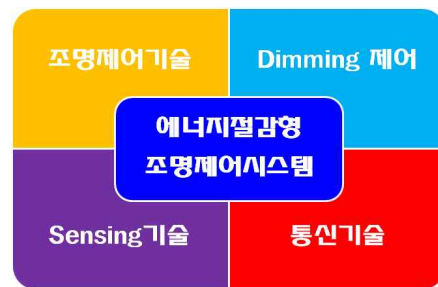 조명제어기술
Dimming 제어
에너지절감형
조명제어시스템
Sensing기술
통신기술